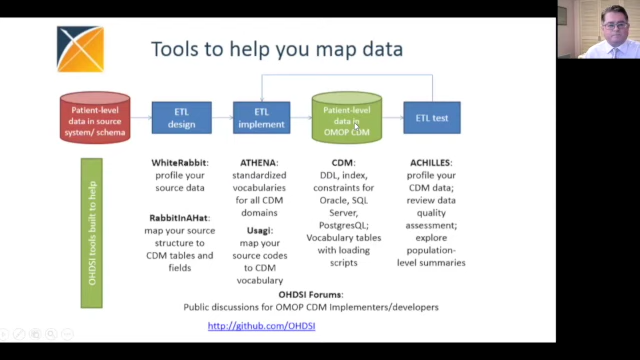 Tools to help you map data
Patient-level
data in source
system/ schema
ETL
design
ETL
implement
Patient-level
data in
OMOP CDM
ETL test
OHDSI tools built to help
WhiteRabbit:
profile your
source data
RabbitInAHat:
map your source
structure to
CDM tables and
fields
ATHENA:
standardized
vocabularies
for all CDM
domains
Usagi:
map your
source codes
to CDM
vocabulary
CDM:
DDL, index,
constraints for
Oracle, SQL
Server,
PostgresQL;
Vocabulary tables
with loading
scripts
ACHILLES:
profile your
CDM data;
review data
quality
assessment;
explore
population-
level summaries
OHDSI Forums:
Public discussions for OMOP CDM Implementers/developers
http://github.com/OHDSI